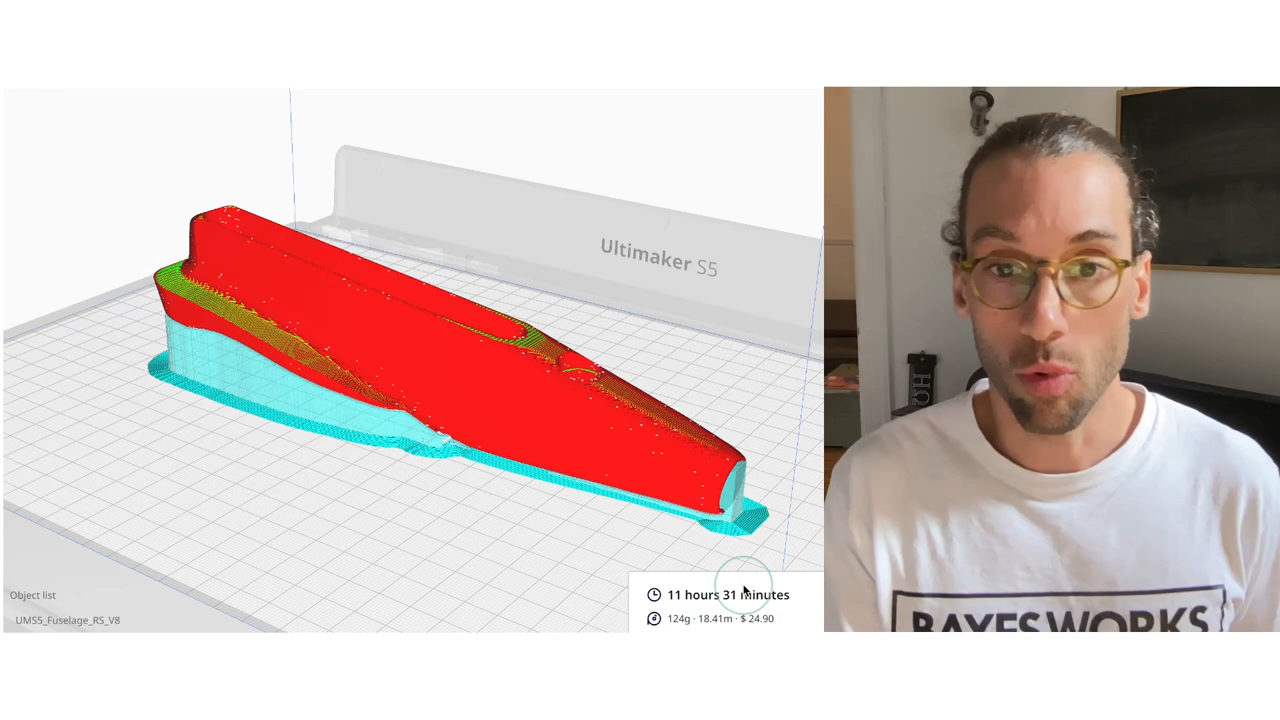 Ultimaker S5
Object list
UMS5_Fuselage_RS_V8
11 hours 31 minutes
124g · 18.41m · $ 24.90
BAYESWORKS